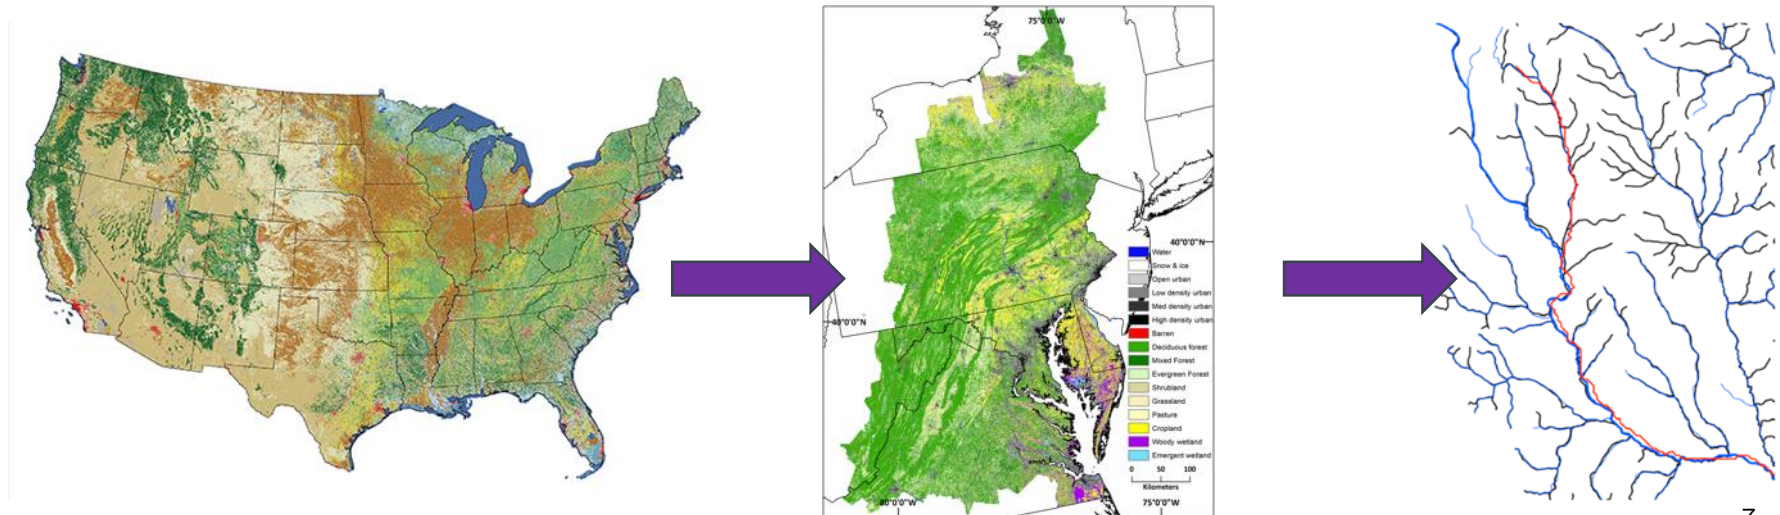 75°0'0"W
40°0'0"N
Water
Snow & ice
Open urban
Low density urban
Med density urban
High density urban
Barren
Deciduous forest
Mixed Forest
Evergreen Forest
Shrubland
Grassland
Pasture
Cropland
Woody wetland
Emergent wetland
40°0'0"N
0 50 100
Kilometers
80°0'0"W
75°0'0"W
7